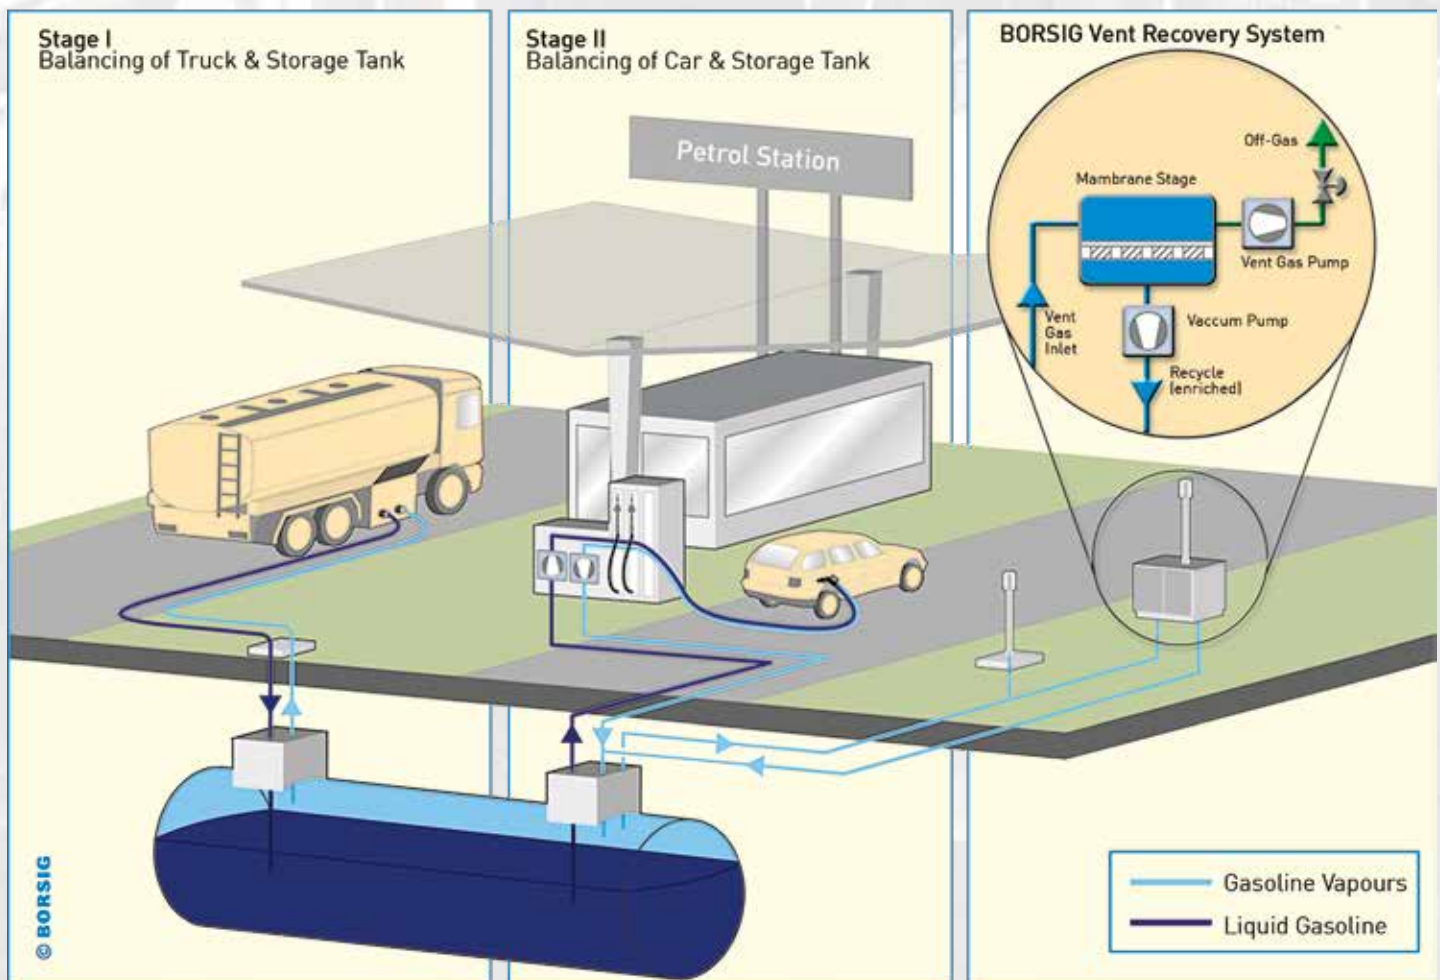 Stage I
Balancing of Truck & Storage Tank
Stage II
Balancing of Car & Storage Tank
BORSIG Vent Recovery System
Petrol Station
Off-Gas
Mambrane Stage
Vent Gas Pump
Vent
Gas
Inlet
Vaccum Pump
Recycle
(enriched)
Gasoline Vapours
Liquid Gasoline
© BORSIG